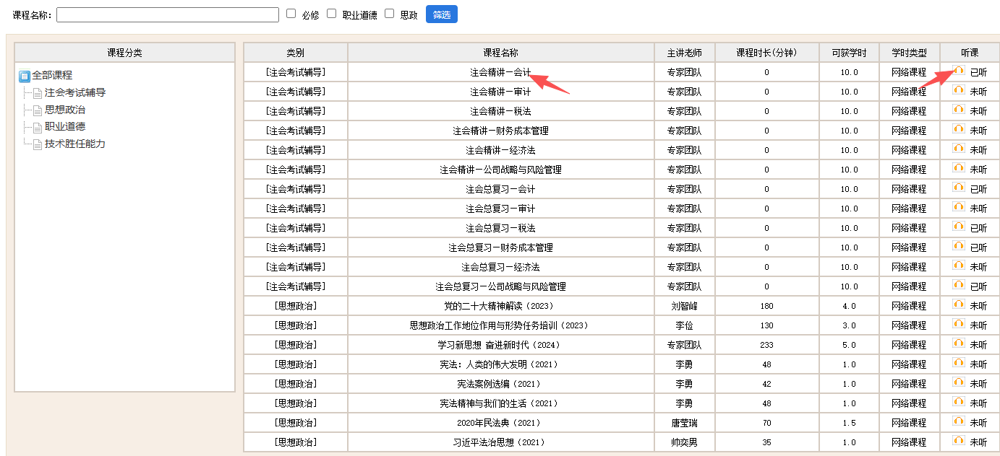 课程名称: 必修 职业道德 思政 筛选
课程分类
全部课程
注会考试辅导
思想政治
职业道德
技术胜任能力
类别 课程名称 主讲老师 课程时长(分钟) 可获学时 学时类型 听课
[注会考试辅导] 注会精讲—会计 专家团队 0 10.0 网络课程 已听
[注会考试辅导] 注会精讲—审计 专家团队 0 10.0 网络课程 未听
[注会考试辅导] 注会精讲—税法 专家团队 0 10.0 网络课程 未听
[注会考试辅导] 注会精讲—财务成本管理 专家团队 0 10.0 网络课程 未听
[注会考试辅导] 注会精讲—经济法 专家团队 0 10.0 网络课程 未听
[注会考试辅导] 注会精讲—公司战略与风险管理 专家团队 0 10.0 网络课程 未听
[注会考试辅导] 注会总复习—会计 专家团队 0 10.0 网络课程 已听
[注会考试辅导] 注会总复习—审计 专家团队 0 10.0 网络课程 未听
[注会考试辅导] 注会总复习—税法 专家团队 0 10.0 网络课程 已听
[注会考试辅导] 注会总复习—财务成本管理 专家团队 0 10.0 网络课程 已听
[注会考试辅导] 注会总复习—经济法 专家团队 0 10.0 网络课程 未听
[注会考试辅导] 注会总复习—公司战略与风险管理 专家团队 0 10.0 网络课程 已听
[思想政治] 党的二十大精神解读（2023） 刘智峰 180 4.0 网络课程 未听
[思想政治] 思想政治工作地位作用与形势任务培训（2023） 李俭 130 3.0 网络课程 未听
[思想政治] 学习新思想 奋进新时代（2024） 专家团队 233 5.0 网络课程 未听
[思想政治] 宪法：人类的伟大发明（2021） 李勇 48 1.0 网络课程 未听
[思想政治] 宪法案例选编（2021） 李勇 42 1.0 网络课程 未听
[思想政治] 宪法精神与我们的生活（2021） 李勇 48 1.0 网络课程 未听
[思想政治] 2020年民法典（2021） 唐莹瑞 70 1.5 网络课程 未听
[思想政治] 习近平法治思想（2021） 帅奕男 35 1.0 网络课程 未听